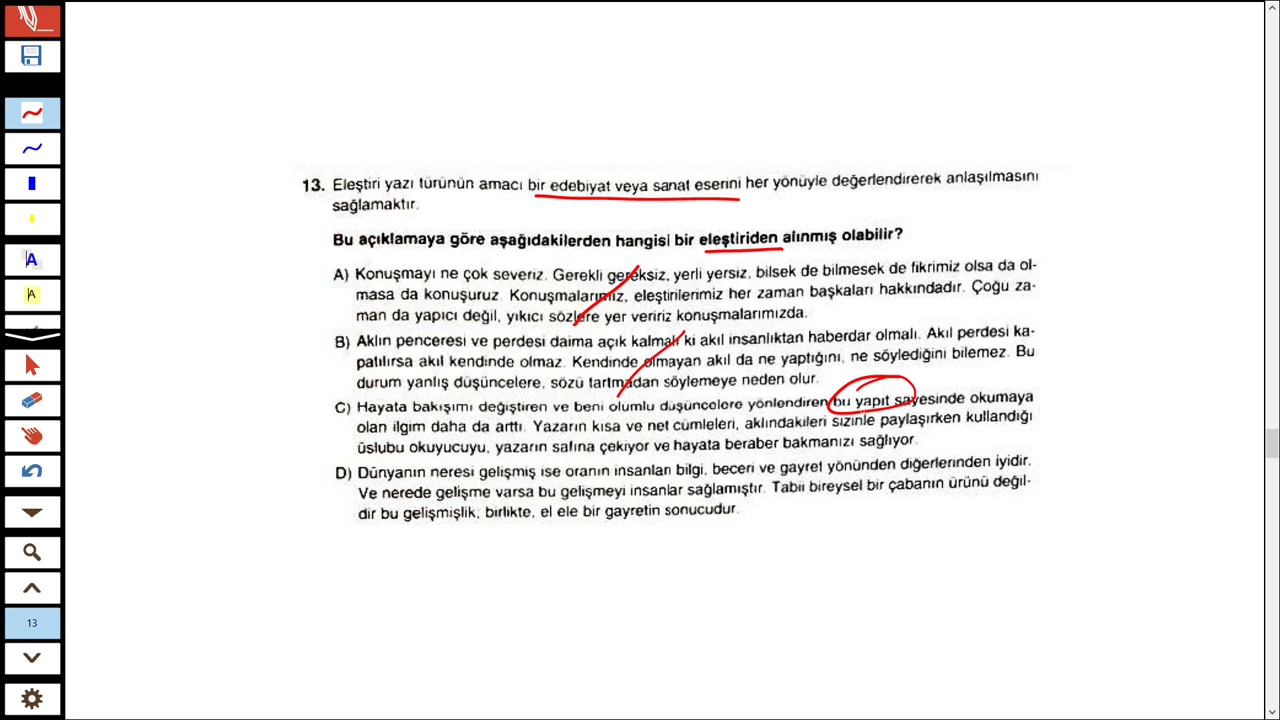 13. Eleştiri yazı türünün amacı bir edebiyat veya sanat eserini her yönüyle değerlendirerek anlaşılmasını
sağlamaktır.
Bu açıklamaya göre aşağıdakilerden hangisi bir eleştiriden alınmış olabilir?
A) Konuşmayı ne çok severiz. Gerekli gereksiz, yerli yersiz, bilsek de bilmesek de fikrimiz olsa da ol-
masa da konuşuruz. Konuşmalarımız, eleştirilerimiz her zaman başkaları hakkındadır. Çoğu za-
man da yapıcı değil, yıkıcı sözlere yer veririz konuşmalarımızda.
B) Aklın penceresi ve perdesi daima açık kalmalı ki akıl insanlıktan haberdar olmalı. Akıl perdesi ka-
patılırsa akıl kendinde olmaz. Kendinde olmayan akıl da ne yaptığını, ne söylediğini bilemez. Bu
durum yanlış düşüncelere, sözü tartmadan söylemeye neden olur.
C) Hayata bakışımı değiştiren ve beni olumlu düşüncelere yönlendiren bu yapıt sayesinde okumaya
olan ilgim daha da arttı. Yazarın kısa ve net cümleleri, aklındakileri sizinle paylaşırken kullandığı
üslubu okuyucuyu, yazarın safına çekiyor ve hayata beraber bakmanızı sağlıyor.
D) Dünyanın neresi gelişmiş ise oranın insanları bilgi, beceri ve gayret yönünden diğerlerinden iyidir.
Ve nerede gelişme varsa bu gelişmeyi insanlar sağlamıştır. Tabii bireysel bir çabanın ürünü değil-
dir bu gelişmişlik; birlikte, el ele bir gayretin sonucudur.
A
A
13